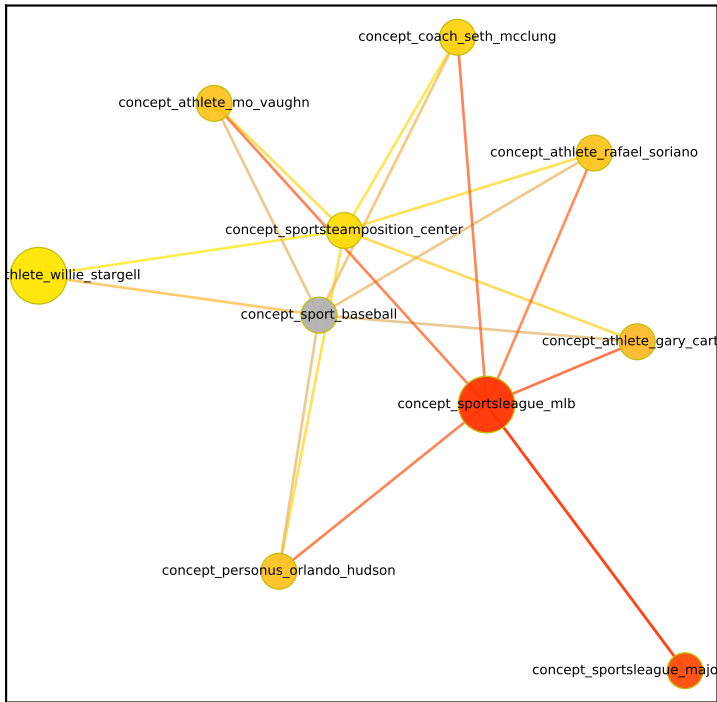 concept_coach_seth_mcclung
concept_athlete_mo_vaughn
concept_athlete_rafael_soriano
concept_sportsteamposition_center
thlete_willie_stargell
concept_sport_baseball
concept_athlete_gary_cart
concept_sportsleague_mlb
concept_personus_orlando_hudson
concept_sportsleague_majo